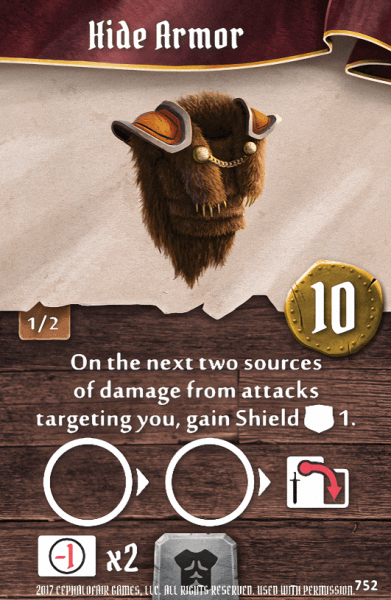 Hide Armor
10
1/2
On the next two sources
of damage from attacks
targeting you, gain Shield 1.
-1 x2
2017 CEPHALOFAIR GAMES, LLC. ALL RIGHTS RESERVED. USED WITH PERMISSION.
752